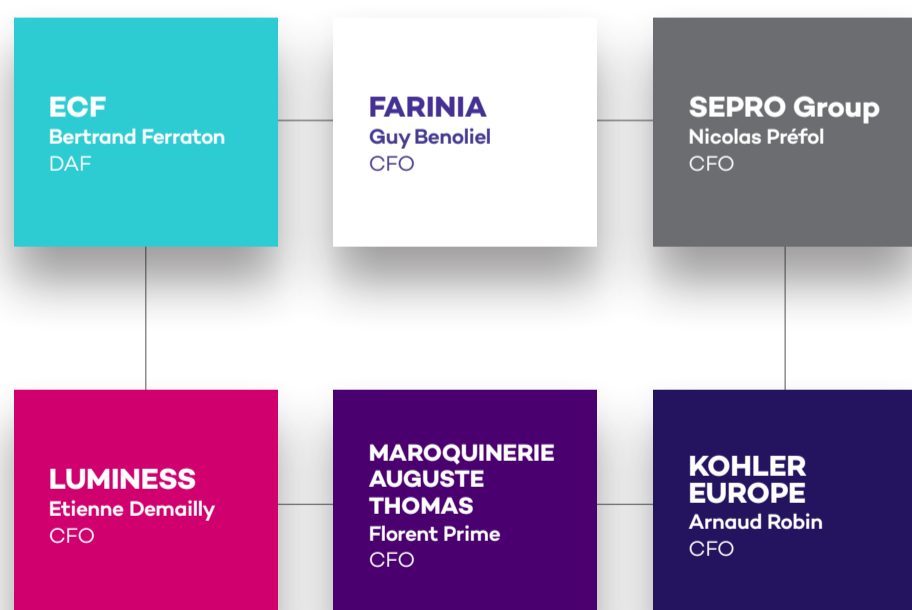 ECF
Bertrand Ferraton
DAF
FARINIA
Guy Benoliel
CFO
SEPRO Group
Nicolas Préfol
CFO
LUMINESS
Etienne Demailly
CFO
MAROQUINERIE
AUGUSTE
THOMAS
Florent Prime
CFO
KOHLER
EUROPE
Arnaud Robin
CFO